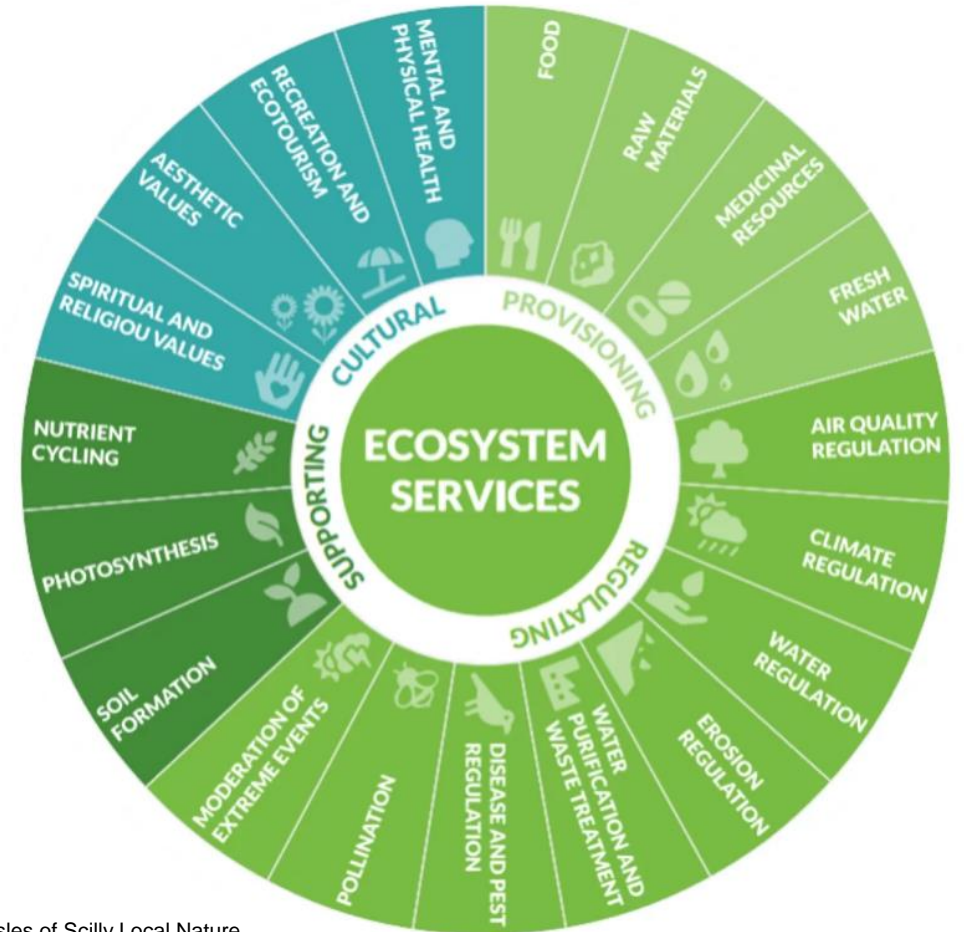 ECOSYSTEM
SERVICES
PROVISIONING
FOOD
RAW
MATERIALS
MEDICINAL
RESOURCES
FRESH
WATER
REGULATING
AIR QUALITY
REGULATION
CLIMATE
REGULATION
WATER
REGULATION
EROSION
REGULATION
WATER
PURIFICATION AND
WASTE TREATMENT
DISEASE AND PEST
REGULATION
POLLINATION
MODERATION OF
EXTREME EVENTS
SUPPORTING
SOIL
FORMATION
PHOTOSYNTHESIS
NUTRIENT
CYCLING
CULTURAL
SPIRITUAL AND
RELIGIOU VALUES
AESTHETIC
VALUES
RECREATION AND
ECOTOURISM
MENTAL AND
PHYSICAL HEALTH
sles of Scilly Local Nature